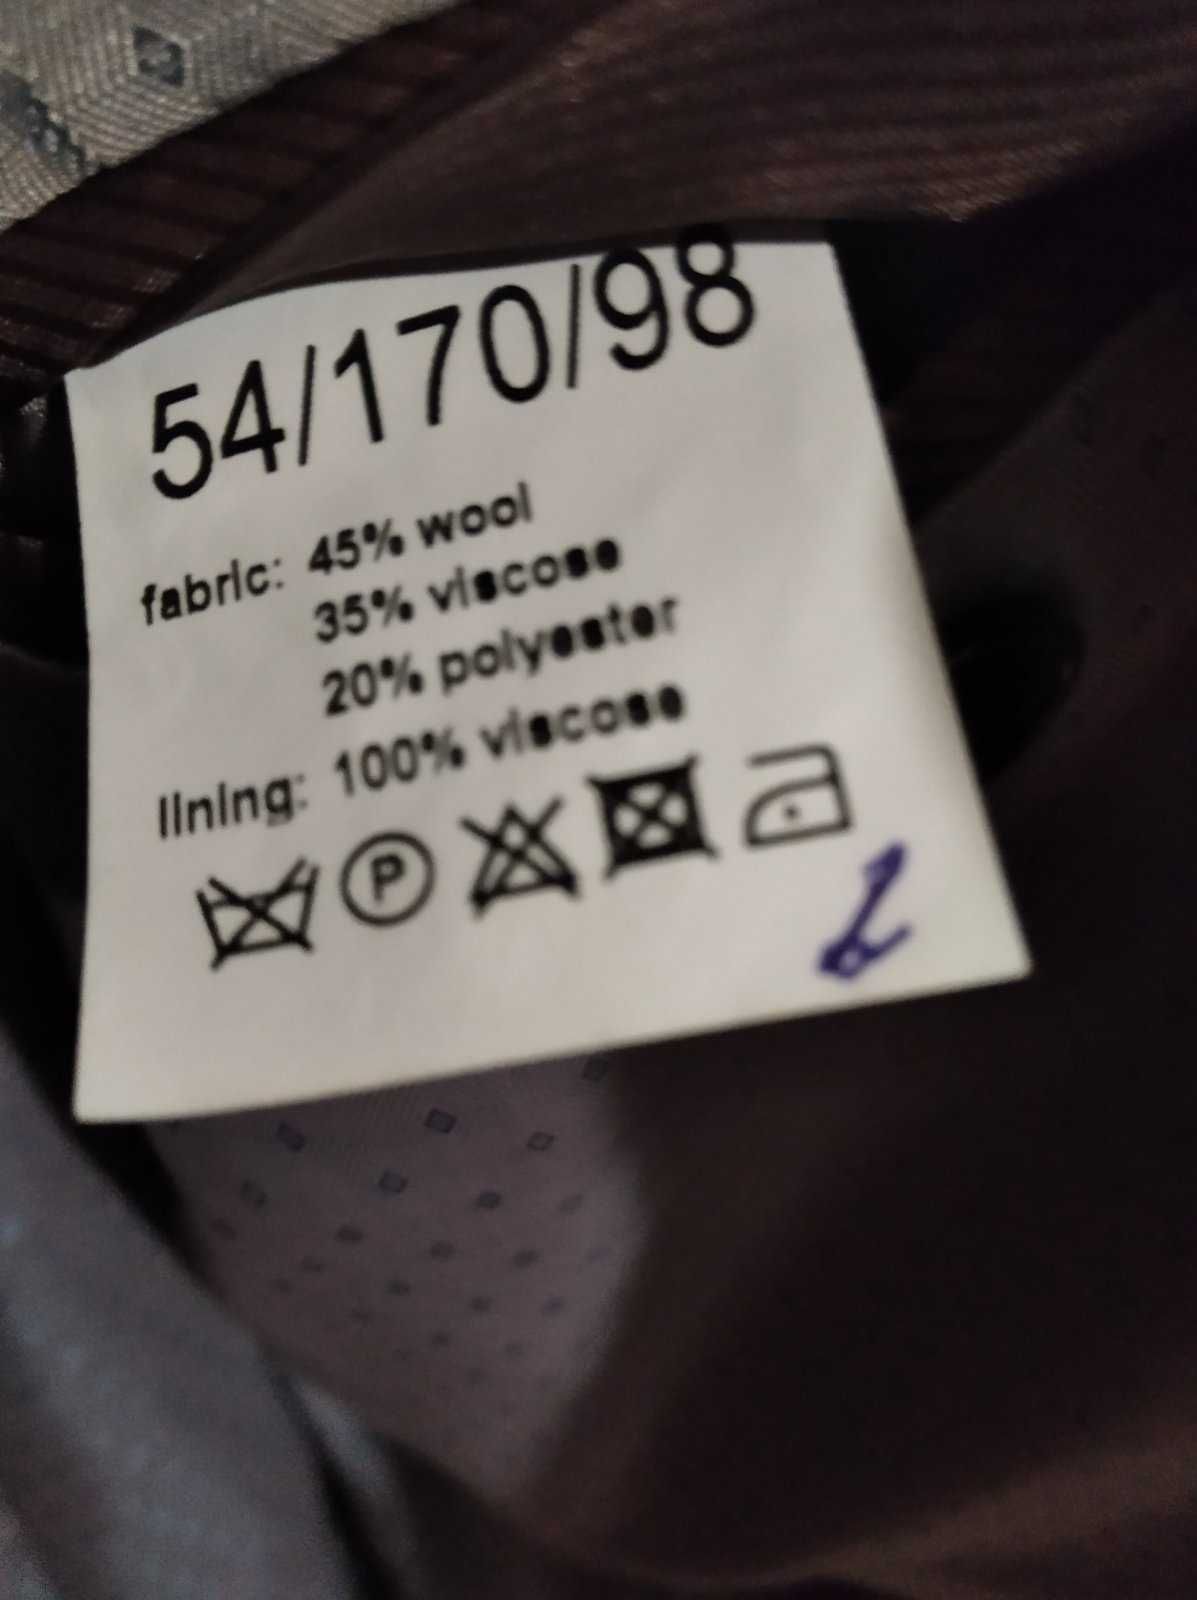 54/170/98
fabric: 45% wool
35% viscose
20% polyester
lining: 100% viscose
P